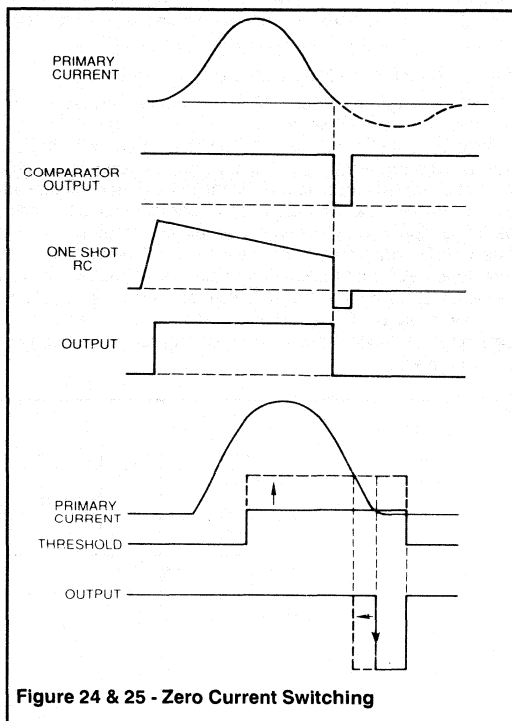 PRIMARY
CURRENT
COMPARATOR
OUTPUT
ONE SHOT
RC
OUTPUT
PRIMARY
CURRENT
THRESHOLD
OUTPUT
Figure 24 & 25 - Zero Current Switching